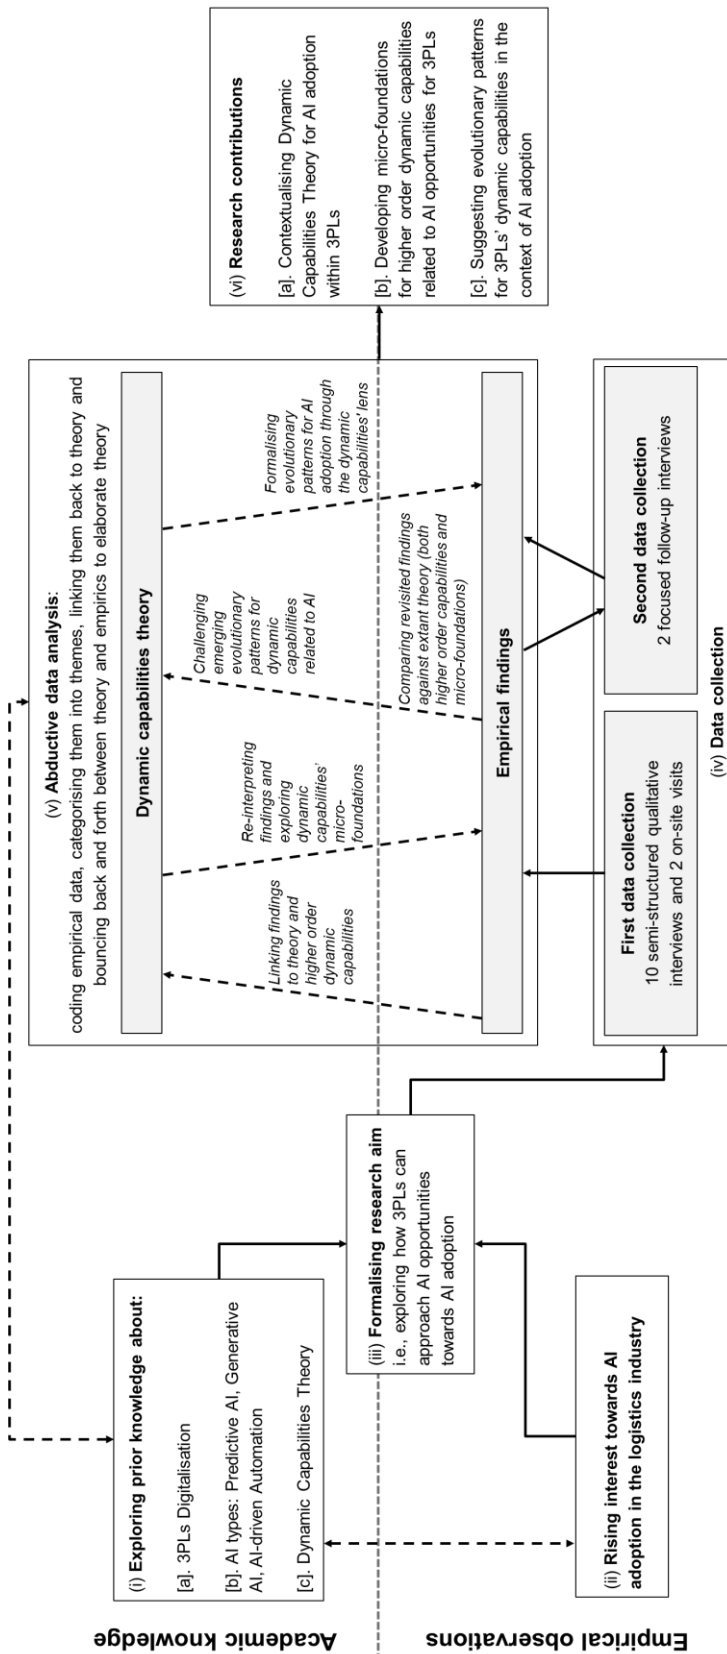 Academic knowledge
Empirical observations
(i) Exploring prior knowledge about:
[a]. 3PLs Digitalisation
[b]. AI types: Predictive AI, Generative
AI, AI-driven Automation
[c]. Dynamic Capabilities Theory
(ii) Rising interest towards AI
adoption in the logistics industry
(iii) Formalising research aim
i.e., exploring how 3PLs can
approach AI opportunities
towards AI adoption
(v) Abductive data analysis:
coding empirical data, categorising them into themes, linking them back to theory and
bouncing back and forth between theory and empirics to elaborate theory
Dynamic capabilities theory
Linking findings
to theory and
higher order
dynamic
capabilities
Re-interpreting
findings and
exploring
dynamic
capabilities'
micro-
foundations
Challenging
emerging
evolutionary
patterns for
dynamic
capabilities
related to AI
Comparing revisited findings
against extant theory (both
higher order capabilities and
micro-foundations)
Formalising
evolutionary
patterns for AI
adoption through
the dynamic
capabilities' lens
Empirical findings
First data collection
10 semi-structured qualitative
interviews and 2 on-site visits
Second data collection
2 focused follow-up interviews
(iv) Data collection
(vi) Research contributions
[a]. Contextualising Dynamic
Capabilities Theory for AI adoption
within 3PLs
[b]. Developing micro-foundations
for higher order dynamic capabilities
related to AI opportunities for 3PLs
[c]. Suggesting evolutionary patterns
for 3PLs' dynamic capabilities in the
context of AI adoption